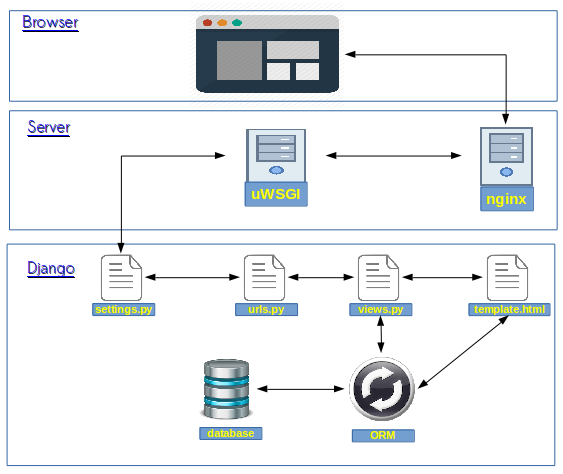 Browser
Server
uWSGI
nginx
Django
settings.py
urls.py
views.py
template.html
database
ORM